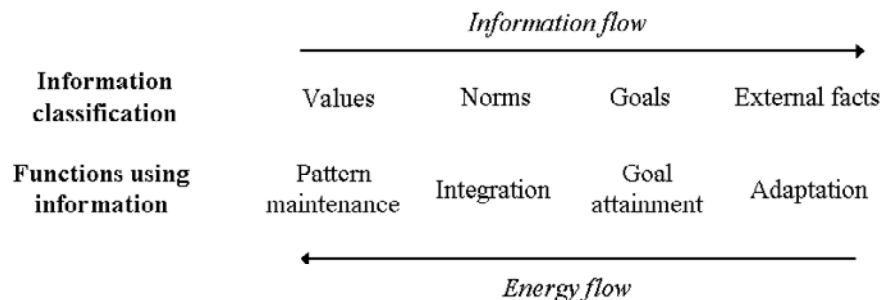 Information flow
Information
classification
Values
Norms
Goals
External facts
Functions using
information
Pattern
maintenance
Integration
Goal
attainment
Adaptation
Energy flow